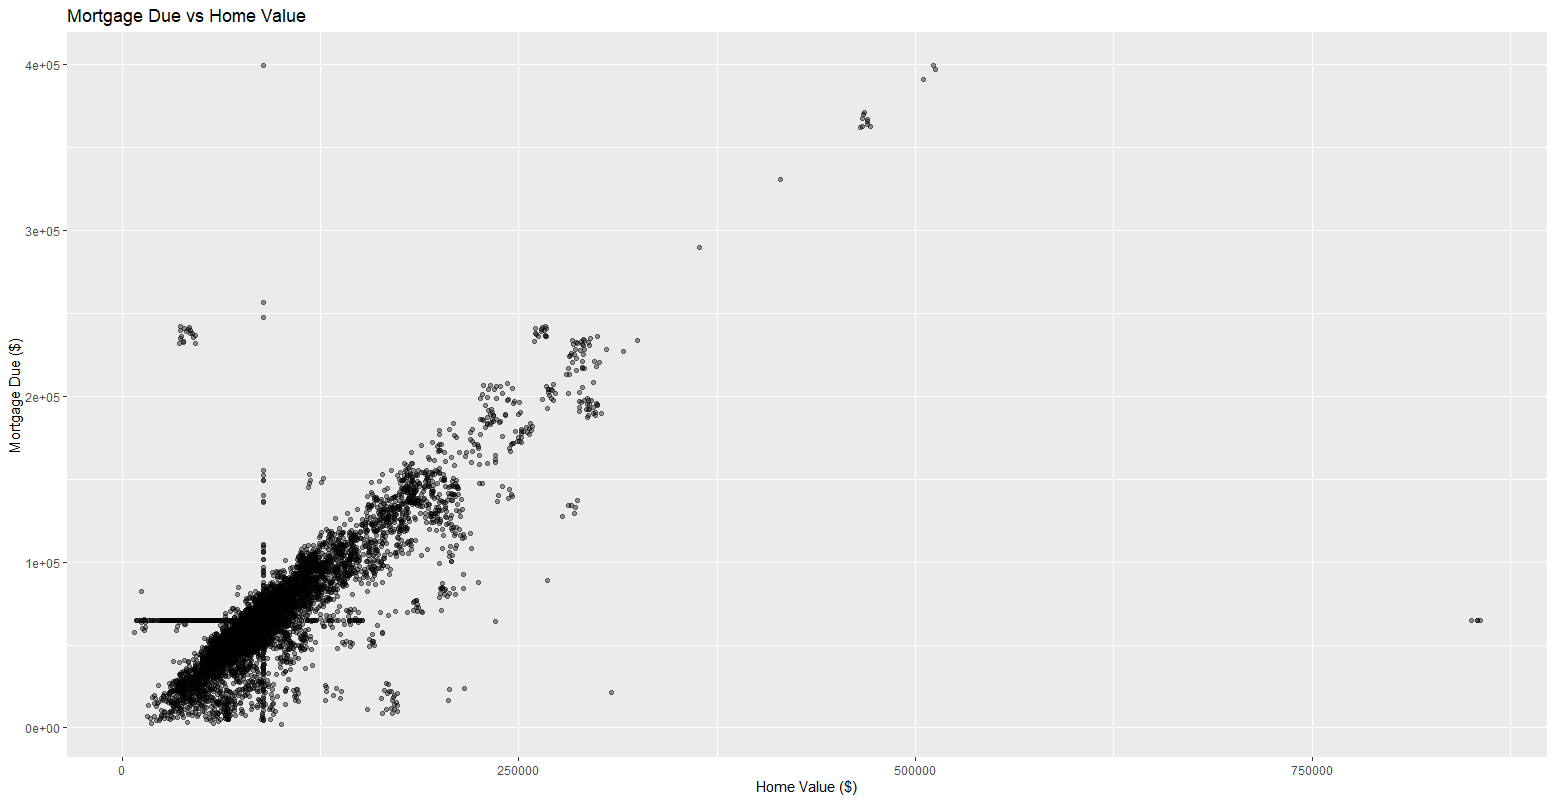 Mortgage Due vs Home Value
4e+05
3e+05
2e+05
1e+05
0e+00
Mortgage Due ($)
0 250000 500000 750000
Home Value ($)